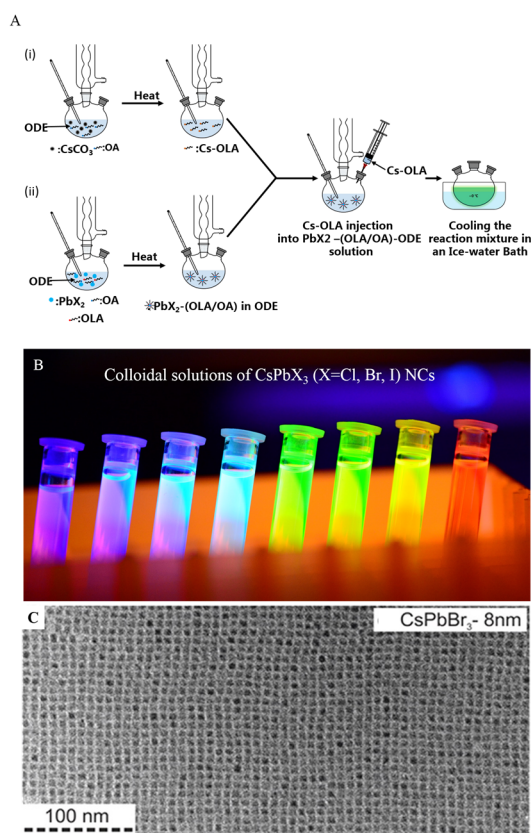 A
(i)
Heat
ODE
:CsCO₃ :OA
:Cs-OLA
Cs-OLA
(ii)
Heat
ODE
:PbX₂ :OA
:OLA
PbX₂-(OLA/OA) in ODE
Cs-OLA injection
into PbX2 –(OLA/OA)-ODE
solution
Cooling the
reaction mixture in
an Ice-water Bath
B
Colloidal solutions of CsPbX₃ (X=Cl, Br, I) NCs
C
CsPbBr₃- 8nm
100 nm